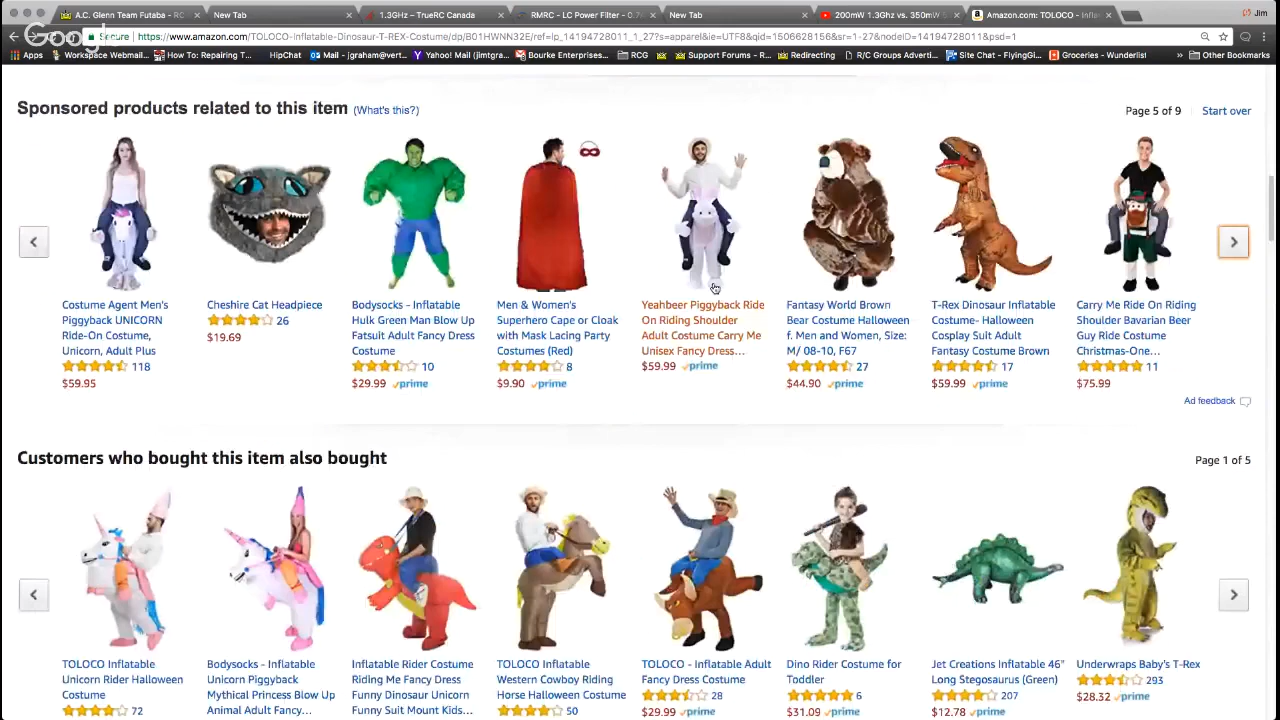 A.C. Glenn Team Futaba - RC
New Tab
1.3GHz – TrueRC Canada
RMRC - LC Power Filter - 0.7
New Tab
200mW 1.3Ghz vs. 350mW 5
Amazon.com: TOLOCO - Inflat
Jim
Google
Secure
https://www.amazon.com/TOLOCO-Inflatable-Dinosaur-T-REX-Costume/dp/B01HWNN32E/ref=lp_14194728011_1_27?s=apparel&ie=UTF8&qid=1506628156&sr=1-27&nodeID=14194728011&psd=1
Apps
Workspace Webmail...
How To: Repairing T...
HipChat
Mail - jgraham@vert...
Yahoo! Mail (jimtgr...
Bourke Enterprises...
RCG
Support Forums - R...
Redirecting
R/C Groups Adverti...
Site Chat - FlyingGi...
Groceries - Wunderlist
»
Other Bookmarks
Sponsored products related to this item (What's this?)
Page 5 of 9
Start over
Costume Agent Men's
Piggyback UNICORN
Ride-On Costume,
Unicorn, Adult Plus
118
$59.95
Cheshire Cat Headpiece
26
$19.69
Bodysocks - Inflatable
Hulk Green Man Blow Up
Fatsuit Adult Fancy Dress
Costume
10
$29.99 prime
Men & Women's
Superhero Cape or Cloak
with Mask Lacing Party
Costumes (Red)
8
$9.90 prime
Yeahbeer Piggyback Ride
On Riding Shoulder
Adult Costume Carry Me
Unisex Fancy Dress...
$59.99 prime
Fantasy World Brown
Bear Costume Halloween
f. Men and Women, Size:
M/ 08-10, F67
27
$44.90 prime
T-Rex Dinosaur Inflatable
Costume- Halloween
Cosplay Suit Adult
Fantasy Costume Brown
17
$59.99 prime
Carry Me Ride On Riding
Shoulder Bavarian Beer
Guy Ride Costume
Christmas-One...
11
$75.99
Ad feedback
Customers who bought this item also bought
Page 1 of 5
TOLOCO Inflatable
Unicorn Rider Halloween
Costume
72
Bodysocks - Inflatable
Unicorn Piggyback
Mythical Princess Blow Up
Animal Adult Fancy...
Inflatable Rider Costume
Riding Me Fancy Dress
Funny Dinosaur Unicorn
Funny Suit Mount Kids...
TOLOCO Inflatable
Western Cowboy Riding
Horse Halloween Costume
50
TOLOCO - Inflatable Adult
Fancy Dress Costume
28
$29.99 prime
Dino Rider Costume for
Toddler
6
$31.09 prime
Jet Creations Inflatable 46"
Long Stegosaurus (Green)
207
$12.78 prime
Underwraps Baby's T-Rex
293
$28.32 prime